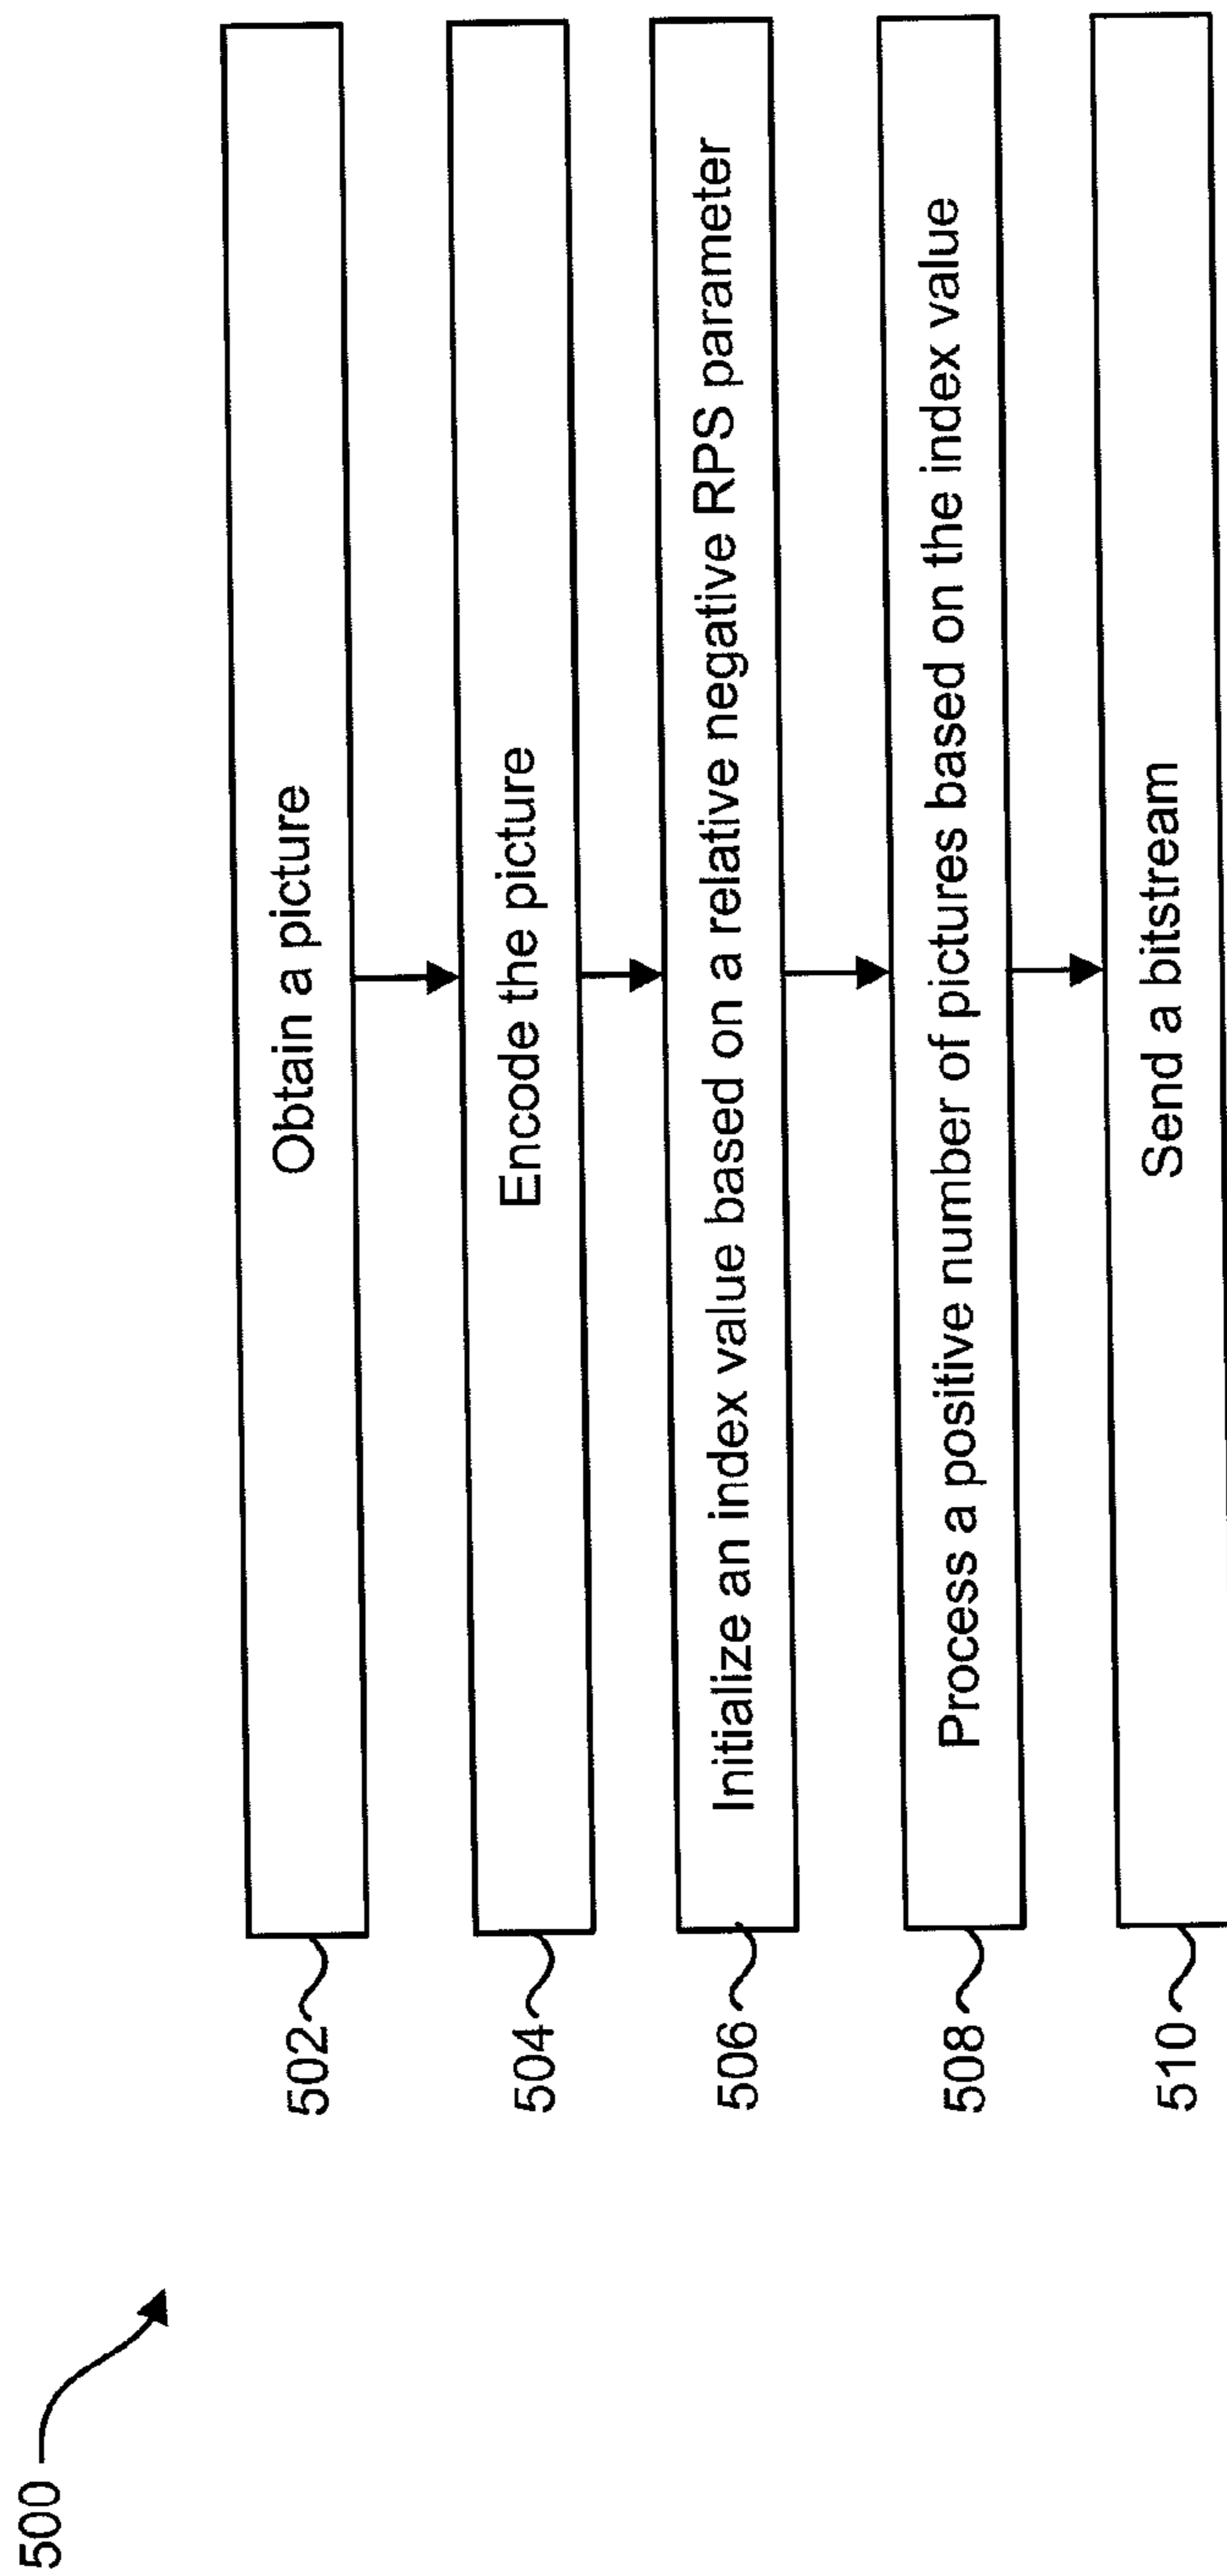 500
502
Obtain a picture
504
Encode the picture
506
Initialize an index value based on a relative negative RPS parameter
508
Process a positive number of pictures based on the index value
510
Send a bitstream